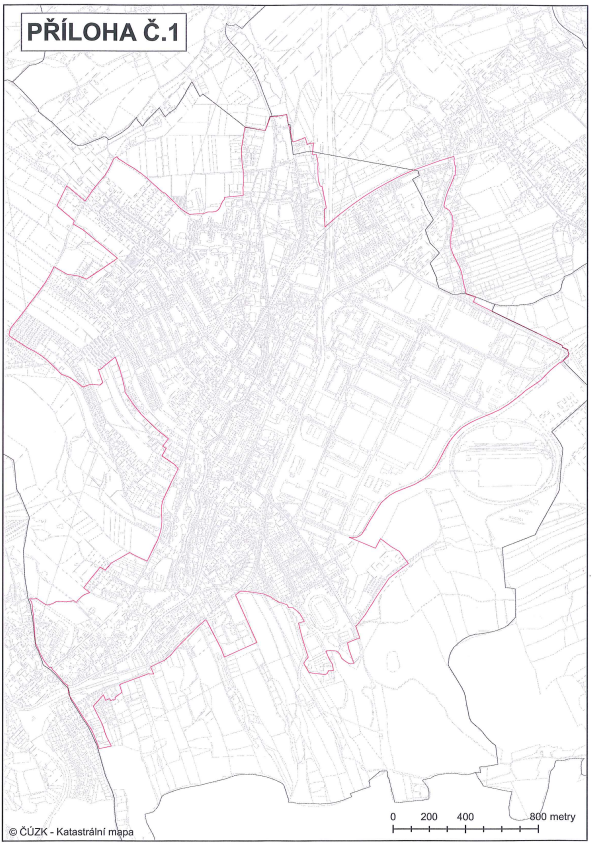 PŘÍLOHA Č.1
0 200 400 800 metry
© ČÚZK - Katastrální mapa